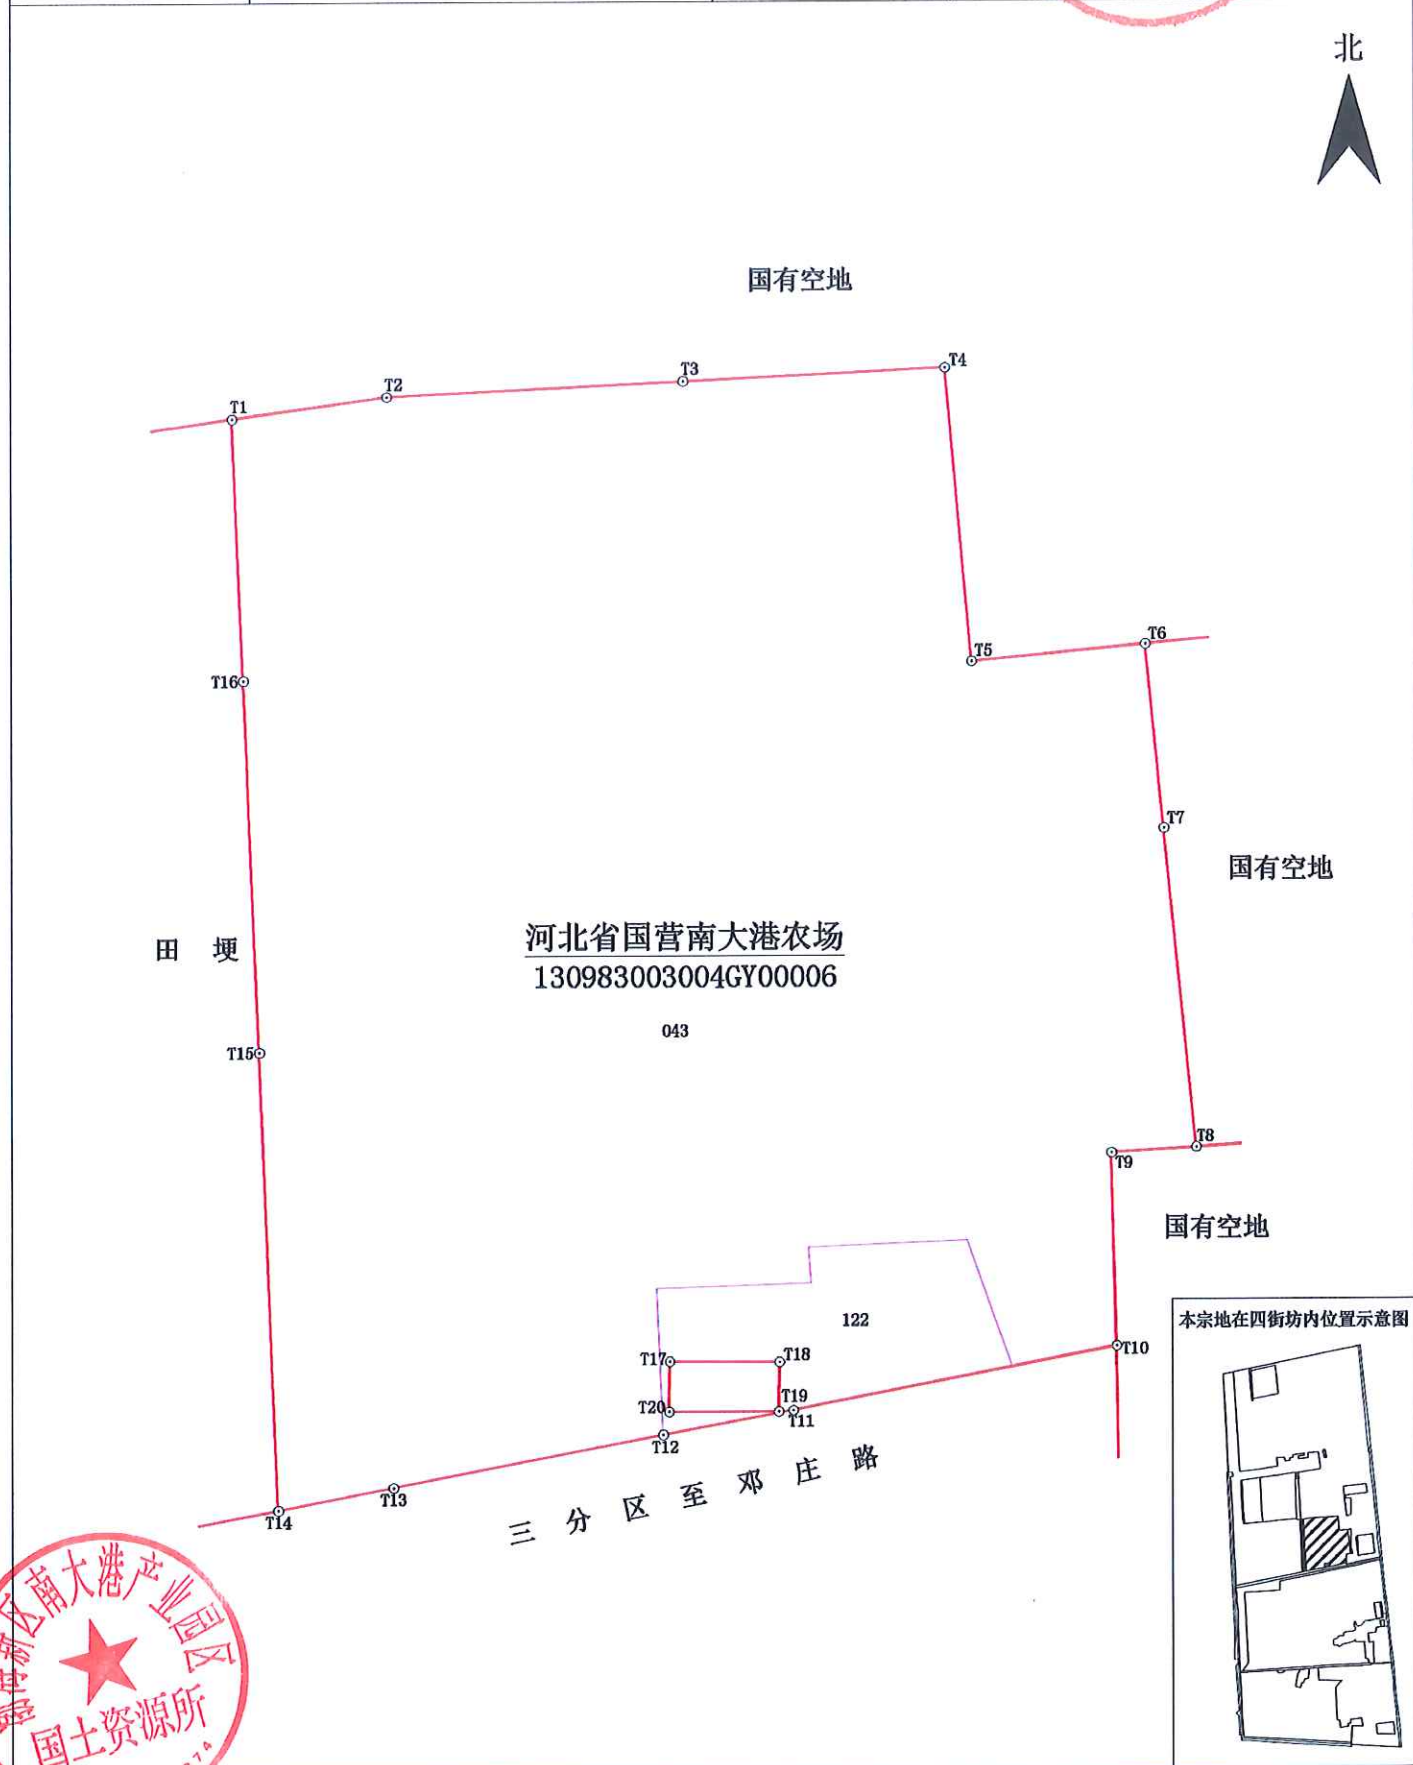 北
国有空地
T4
T3
T2
T1
T6
T5
T16
T7
国有空地
河北省国营南大港农场
130983003004GY00006
田 埂
043
T15
T8
T9
国有空地
本宗地在四街坊内位置示意图
122
T10
T17
T18
T19
T20
T11
T12
三分区至邓庄路
T13
T14
新区南大港产业园区
国土资源所